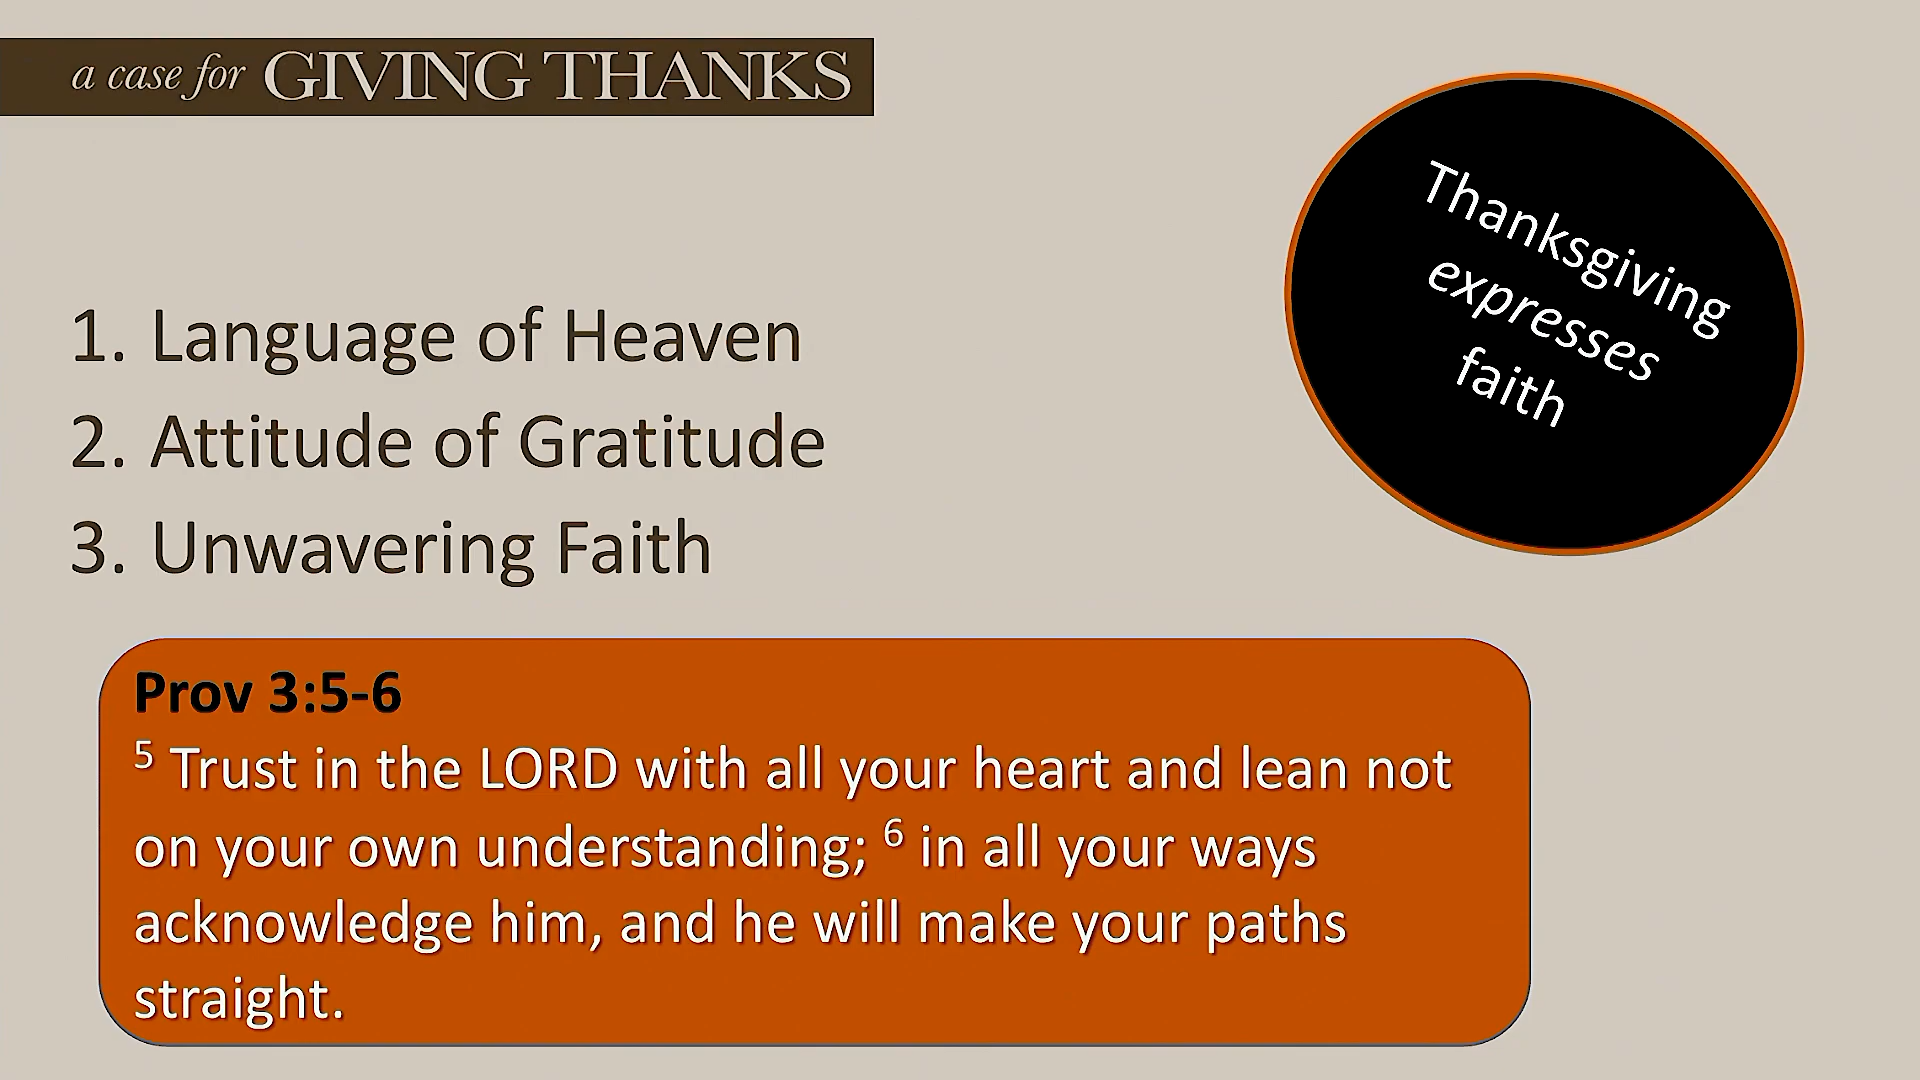 a case for GIVING THANKS
Thanksgiving
expresses
faith
1. Language of Heaven
2. Attitude of Gratitude
3. Unwavering Faith
Prov 3:5-6
5 Trust in the LORD with all your heart and lean not
on your own understanding; 6 in all your ways
acknowledge him, and he will make your paths
straight.